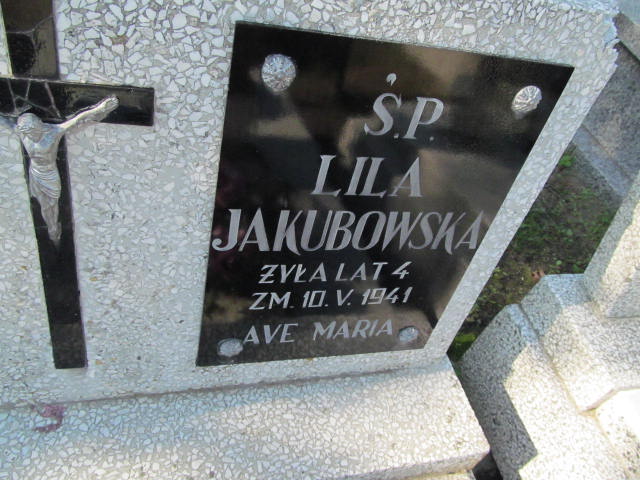 Ś.P.
LILA
JAKUBOWSKA
ŻYŁA LAT 4
ZM. 10. V. 1941
AVE MARIA